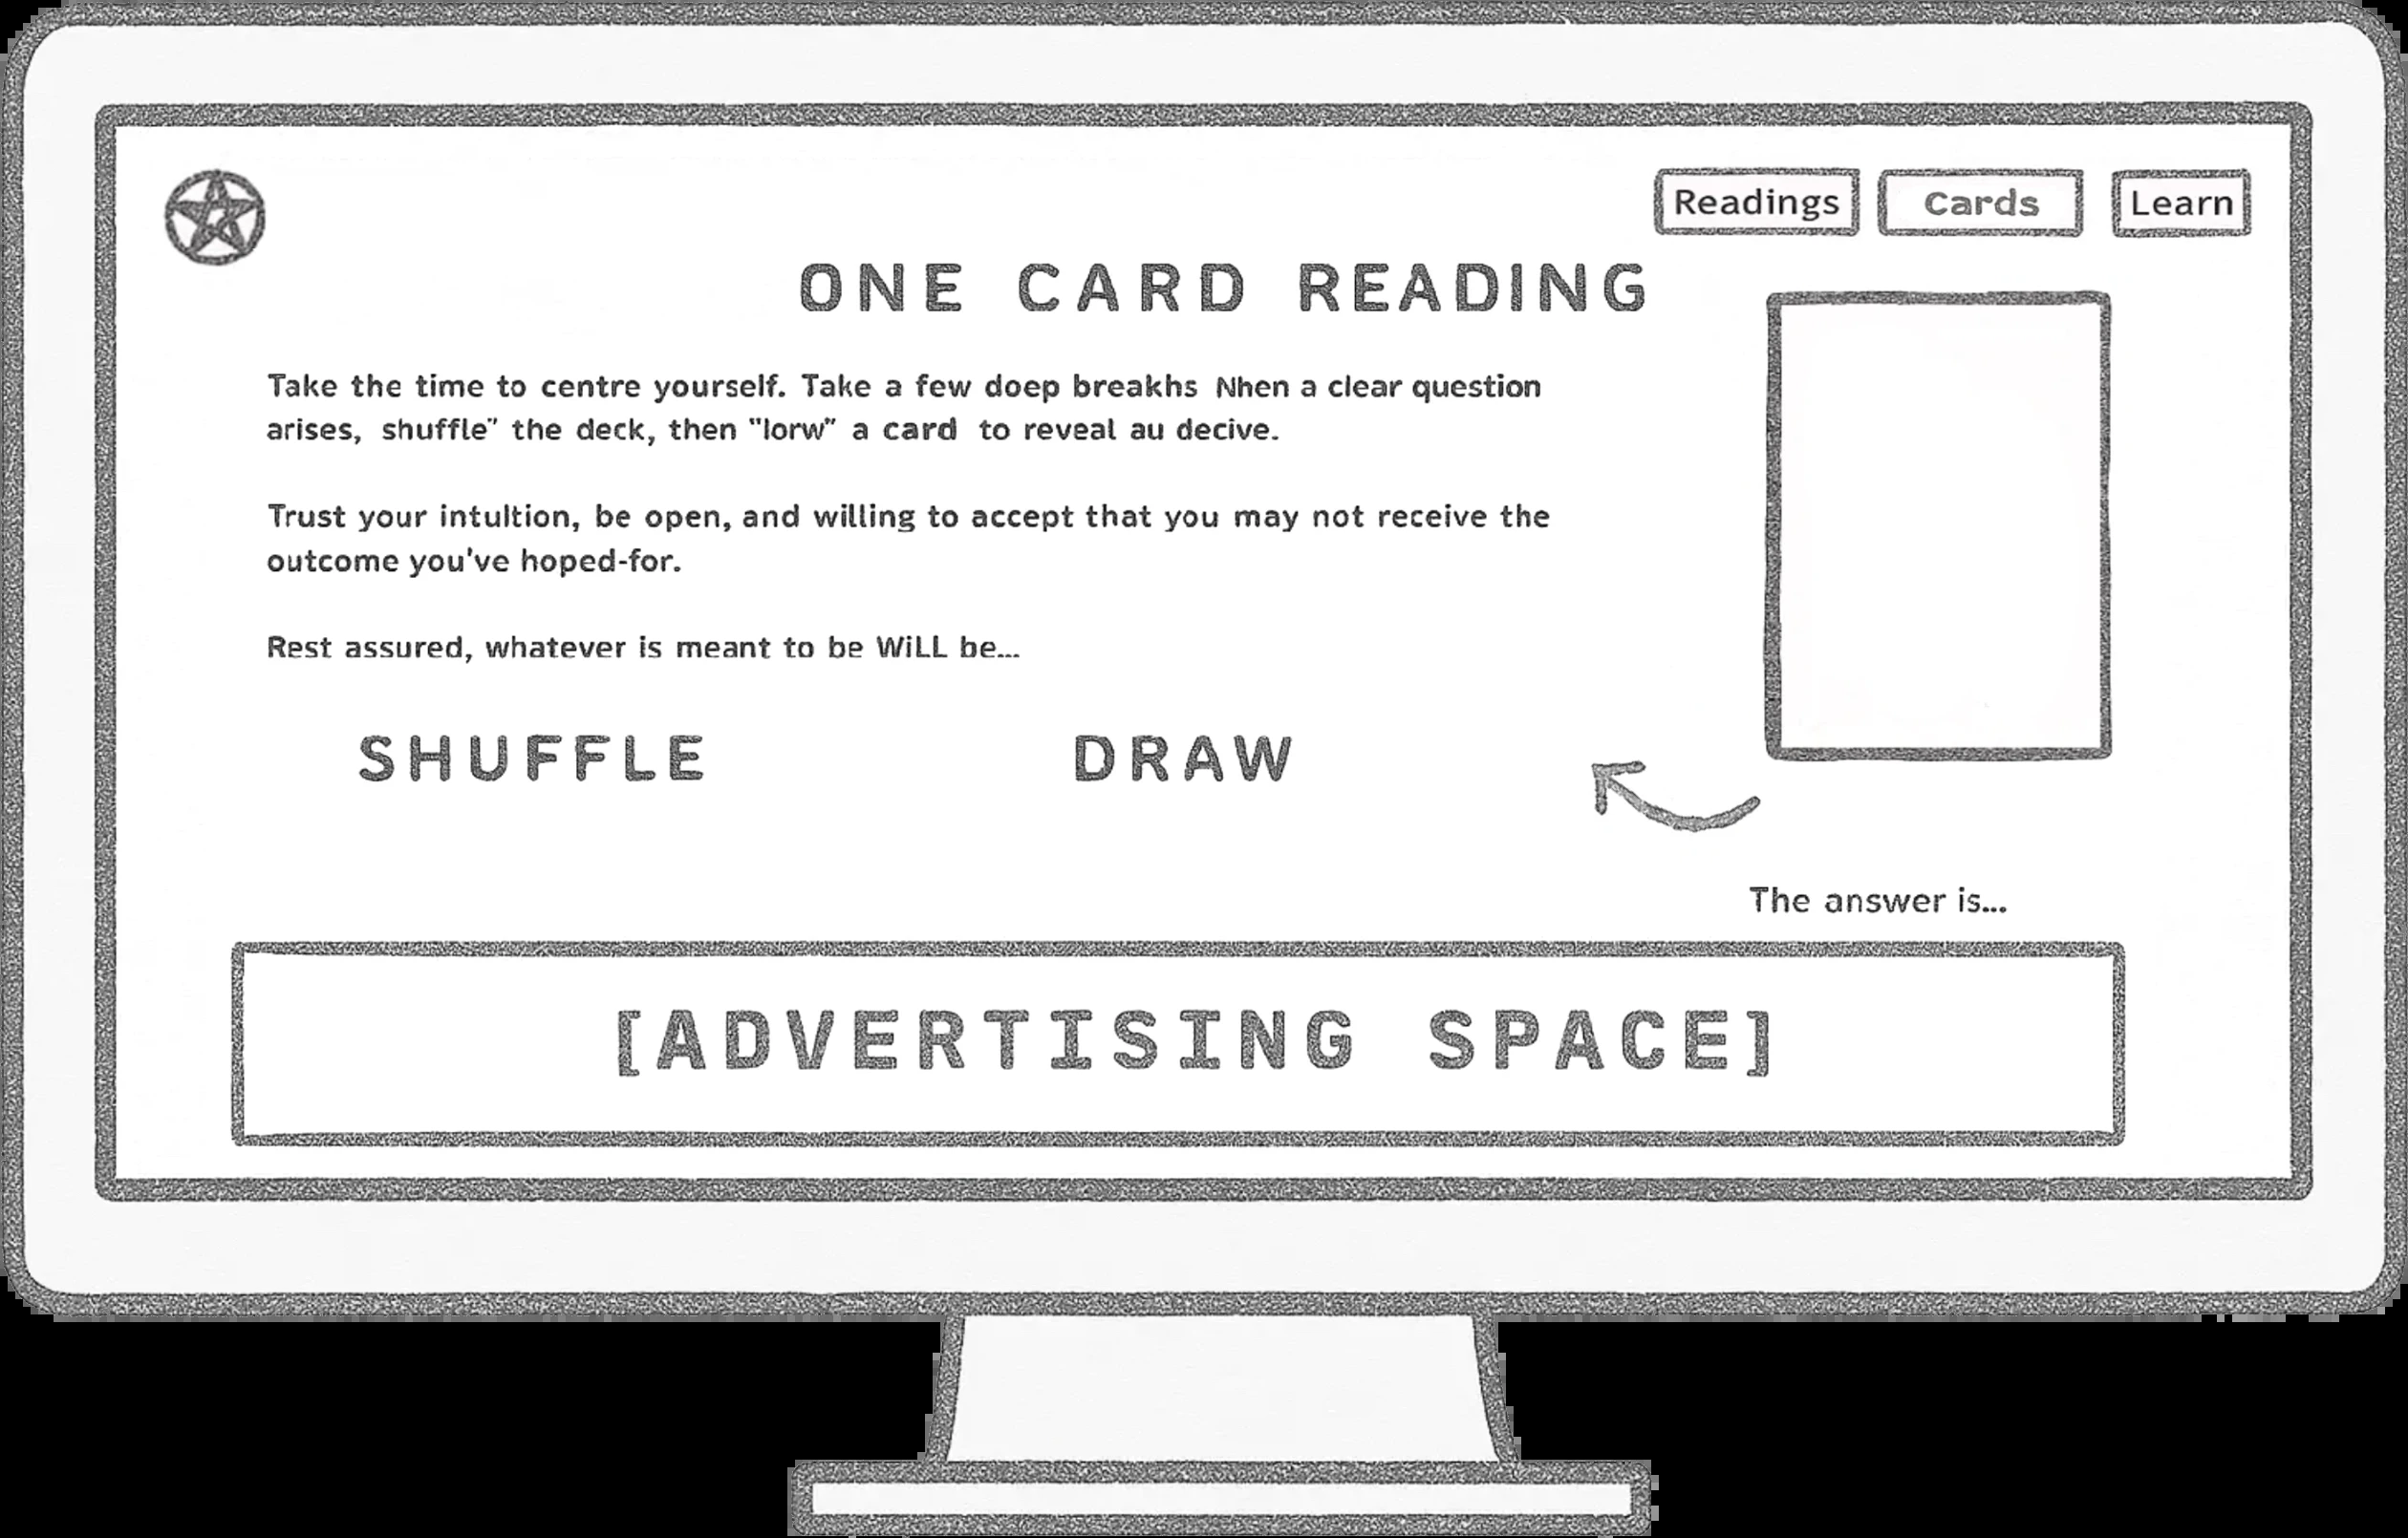 Readings Cards Learn
ONE CARD READING
Take the time to centre yourself. Take a few doep breakhs Nhen a clear question
arises, shuffle" the deck, then "lorw" a card to reveal au decive.
Trust your intultion, be open, and willing to accept that you may not receive the
outcome you've hoped-for.
Rest assured, whatever is meant to be WiLL be...
SHUFFLE DRAW
The answer is...
[ADVERTISING SPACE]